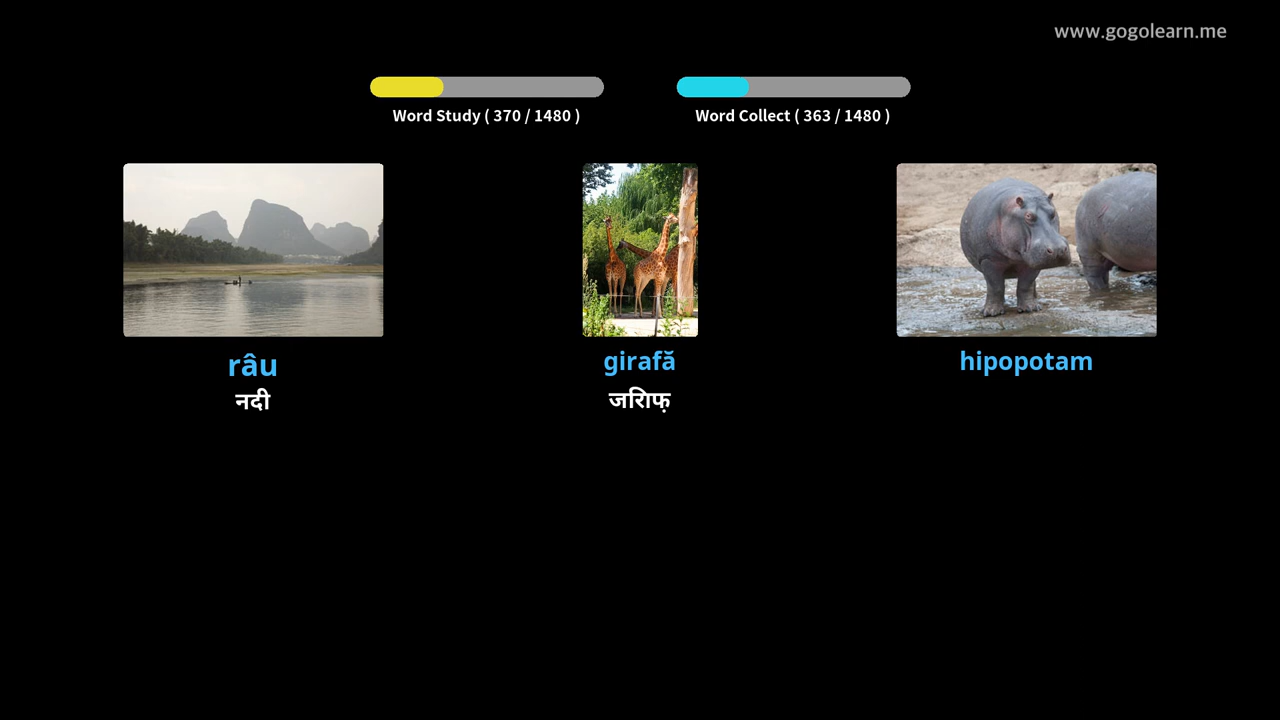 www.gogolearn.me
Word Study ( 370 / 1480 )
Word Collect ( 363 / 1480 )
râu
girafă
hipopotam
नदी
जिराफ़